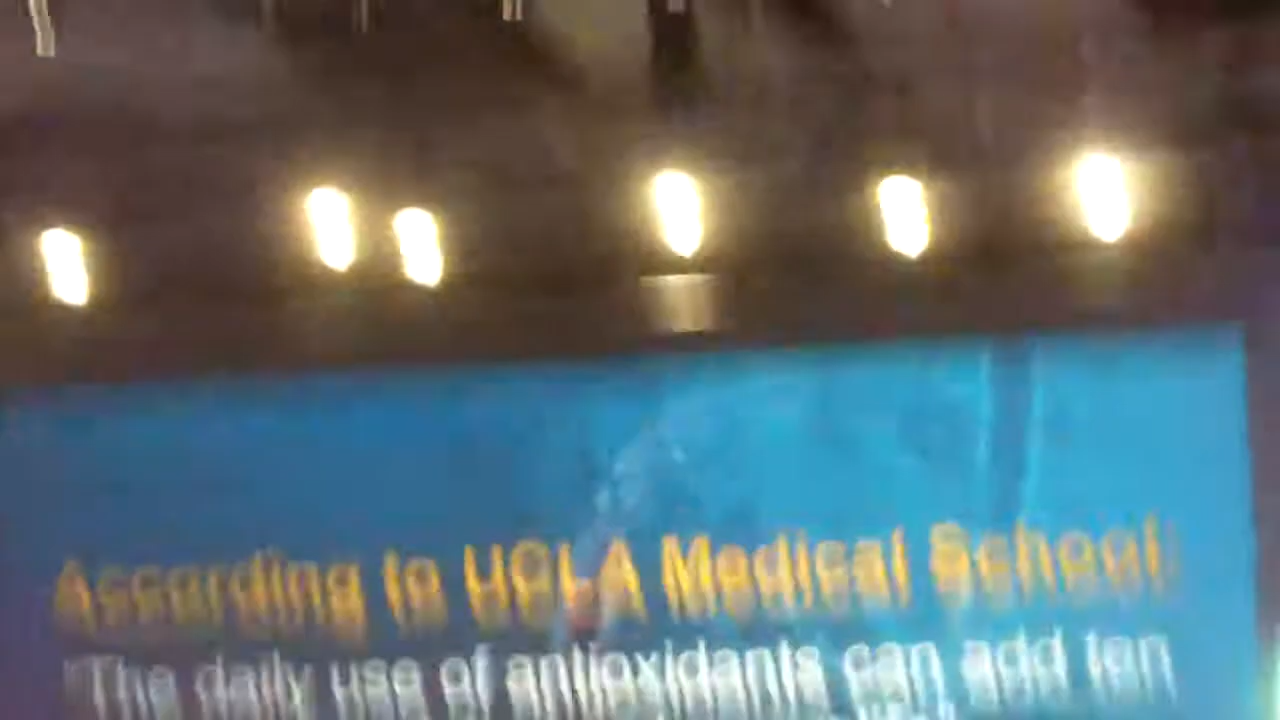 According to UCLA Medical School:
"The daily use of antioxidants can add ten